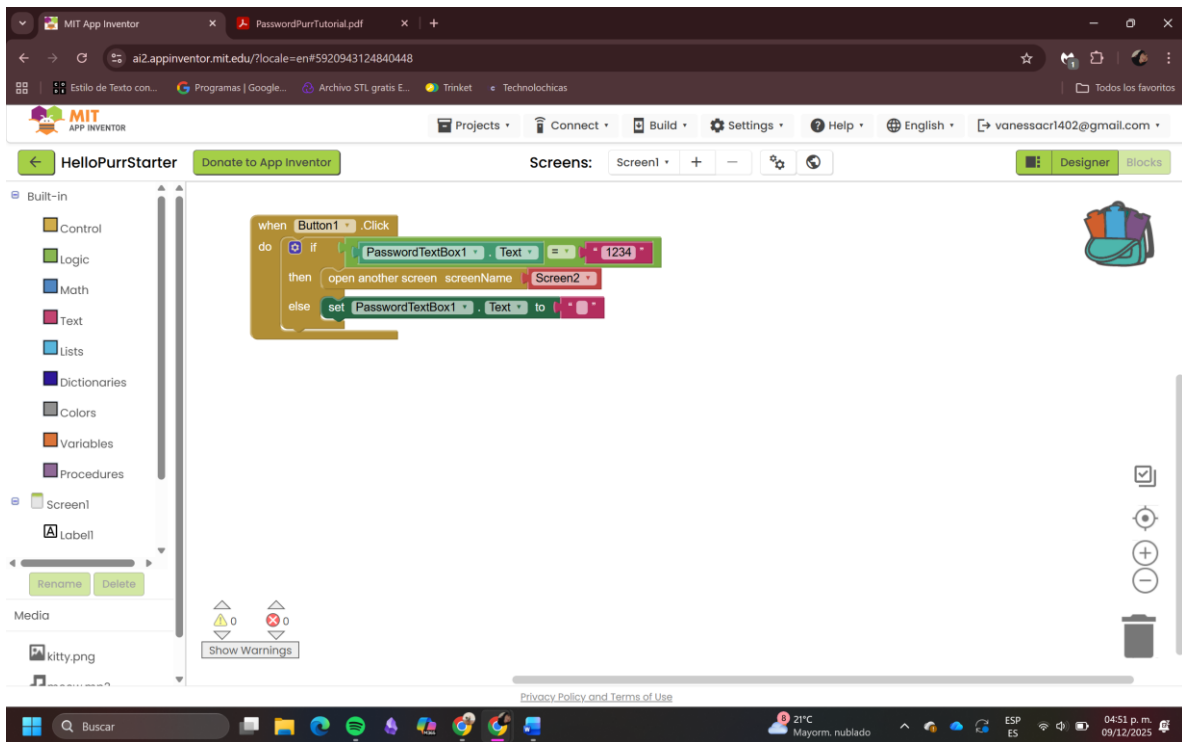 MIT App Inventor
PasswordPurrTutorial.pdf
ai2.appinventor.mit.edu/?locale=en#5920943124840448
Estilo de Texto con...
Programas | Google...
Archivo STL gratis E...
Trinket
Technolochicas
Todos los favoritos
MIT
APP INVENTOR
Projects
Connect
Build
Settings
Help
English
vanessacr1402@gmail.com
HelloPurrStarter
Donate to App Inventor
Screens:
Screen1
Designer
Blocks
Built-in
Control
Logic
Math
Text
Lists
Dictionaries
Colors
Variables
Procedures
Screen1
Label1
Rename
Delete
Media
kitty.png
when Button1 .Click
do if PasswordTextBox1 . Text = " 1234 "
then open another screen screenName Screen2
else set PasswordTextBox1 . Text to " "
0
0
Show Warnings
Privacy Policy and Terms of Use
Buscar
8
21°C
Mayorm. nublado
ESP
ES
04:51 p. m.
09/12/2025